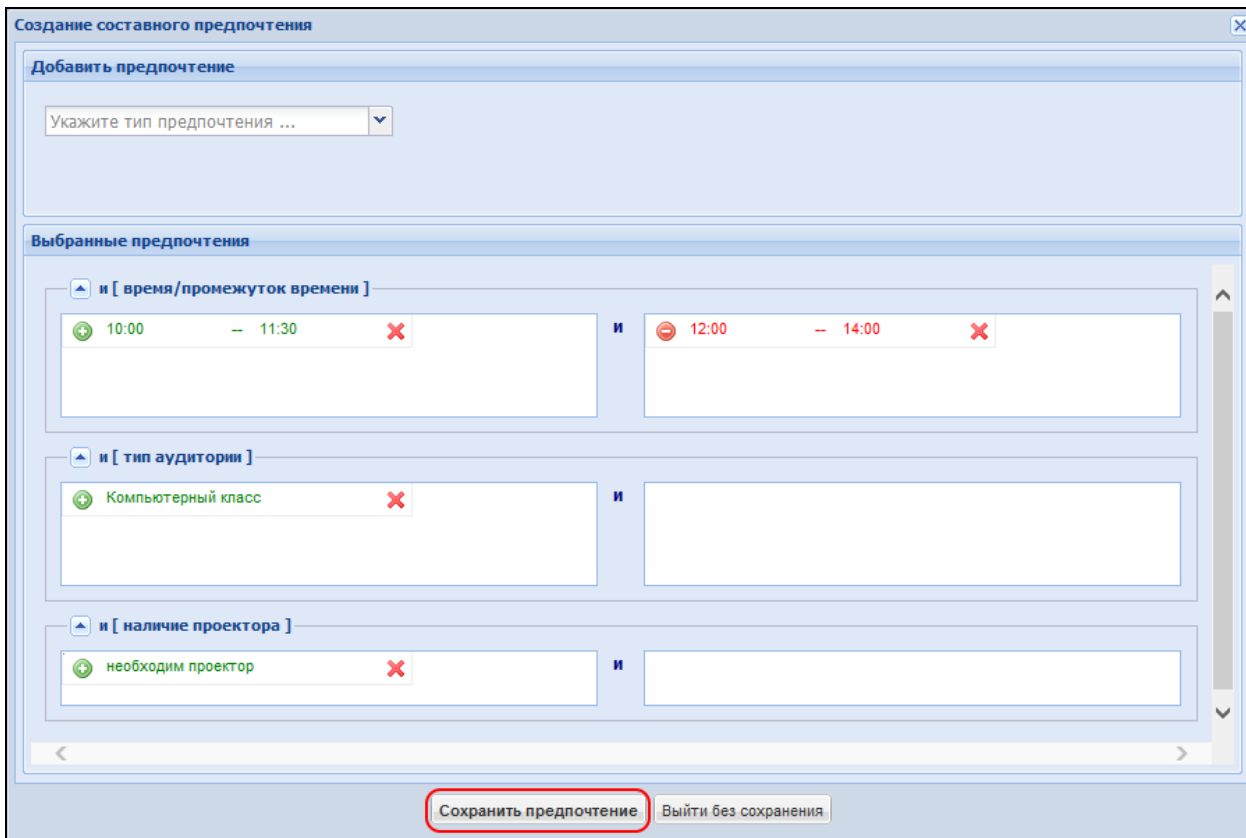 Создание составного предпочтения
Добавить предпочтение
Укажите тип предпочтения ...
Выбранные предпочтения
и [ время/промежуток времени ]
10:00 -- 11:30 и 12:00 -- 14:00
и [ тип аудитории ]
Компьютерный класс и
и [ наличие проектора ]
необходим проектор и
Сохранить предпочтение Выйти без сохранения